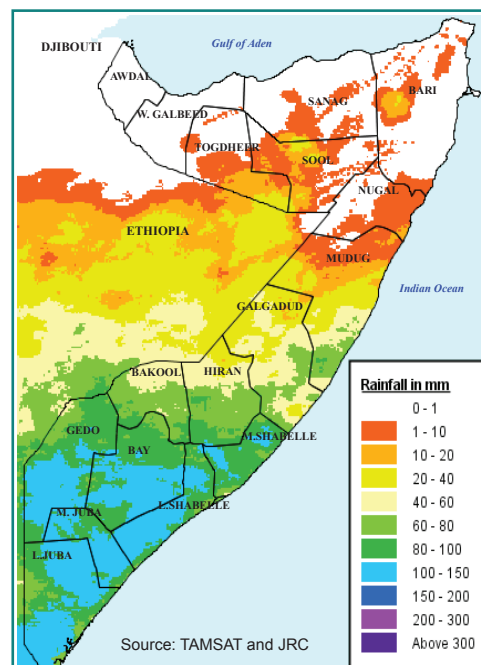 DJIBOUTI
Gulf of Aden
AWDAL
SANAG
BARI
W. GALBEED
TOGDHEER
SOOL
NUGAL
ETHIOPIA
MUDUG
Indian Ocean
GALGADUD
BAKOOL
HIRAN
GEDO
M.SHABELLE
BAY
L.SHABELLE
M. JUBA
L.JUBA
Source: TAMSAT and JRC
Rainfall in mm
0 - 1
1 - 10
10 - 20
20 - 40
40 - 60
60 - 80
80 - 100
100 - 150
150 - 200
200 - 300
Above 300